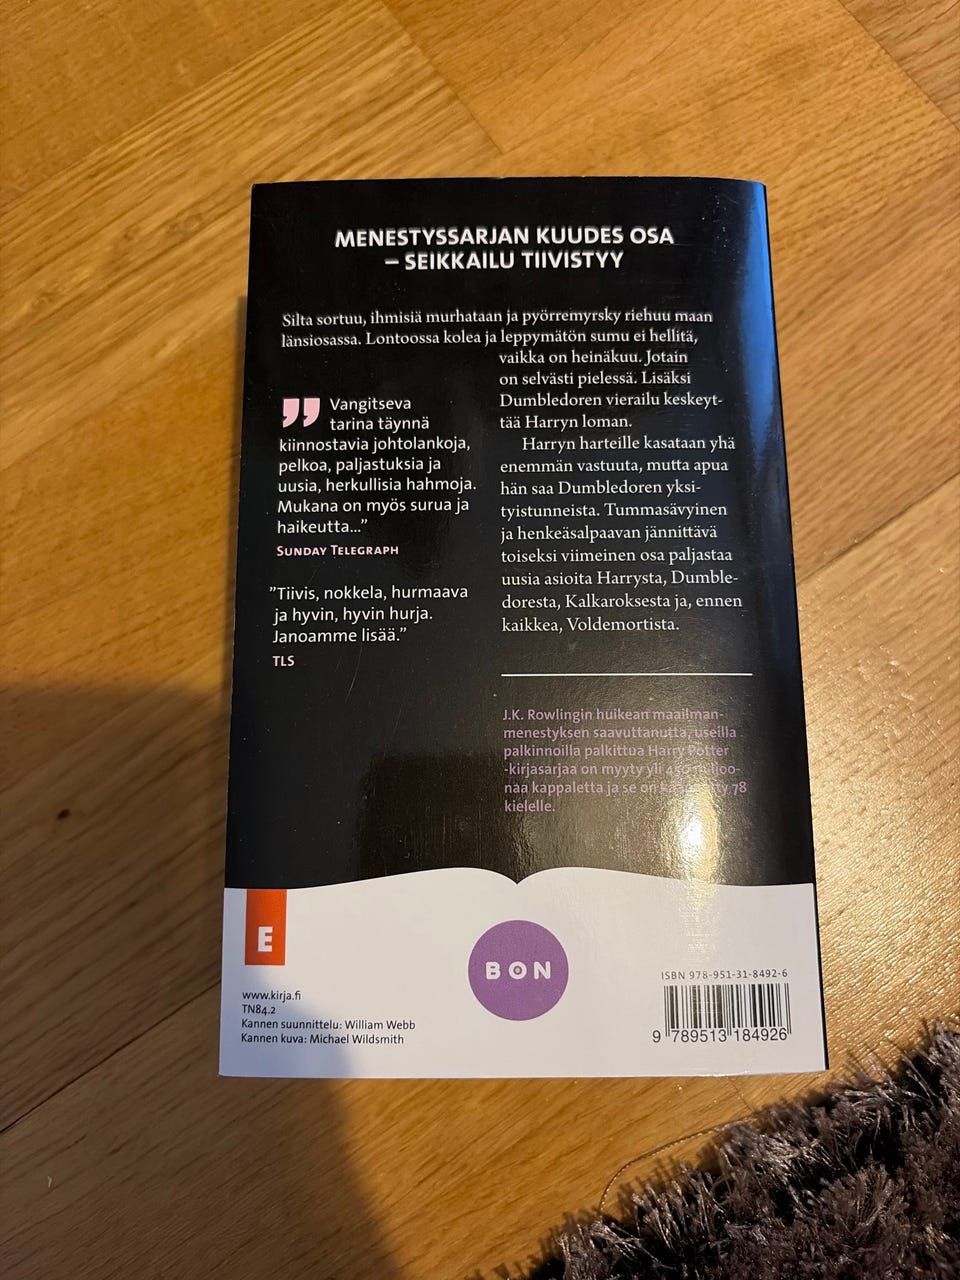 MENESTYSSARJAN KUUDES OSA
– SEIKKAILU TIIVISTYY
Silta sortuu, ihmisiä murhataan ja pyörremyrsky riehuu maan
länsiosassa. Lontoossa kolea ja leppymätön sumu ei hellitä,
vaikka on heinäkuu. Jotain
on selvästi pielessä. Lisäksi
Dumbledoren vierailu keskeyt-
tää Harryn loman.
Harryn harteille kasataan yhä
enemmän vastuuta, mutta apua
hän saa Dumbledoren yksi-
tyistunneista. Tummasävyinen
ja henkeäsalpaavan jännittävä
toiseksi viimeinen osa paljastaa
uusia asioita Harrysta, Dumble-
doresta, Kalkaroksesta ja, ennen
kaikkea, Voldemortista.
” Vangitseva
tarina täynnä
kiinnostavia johtolankoja,
pelkoa, paljastuksia ja
uusia, herkullisia hahmoja.
Mukana on myös surua ja
haikeutta...”
SUNDAY TELEGRAPH
”Tiivis, nokkela, hurmaava
ja hyvin, hyvin hurja.
Janoamme lisää.”
TLS
J.K. Rowlingin huikean maailman-
menestyksen saavuttanutta, useilla
palkinnoilla palkittua Harry Potter
-kirjasarjaa on myyty yli 450 miljoo-
naa kappaletta ja se on 78
kielelle.
E
BON
www.kirja.fi
TN84.2
Kannen suunnittelu: William Webb
Kannen kuva: Michael Wildsmith
ISBN 978-951-31-8492-6
9 789513 184926